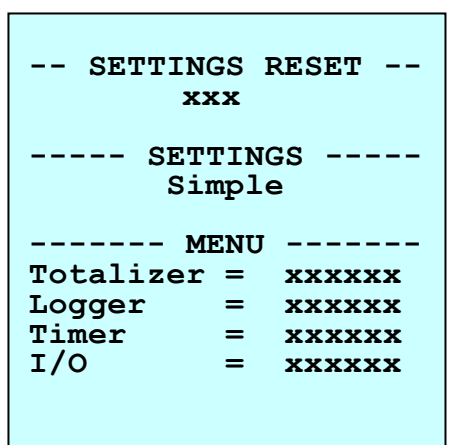 -- SETTINGS RESET --
xxx
----- SETTINGS -----
Simple
------- MENU -------
Totalizer = xxxxxx
Logger = xxxxxx
Timer = xxxxxx
I/O = xxxxxx